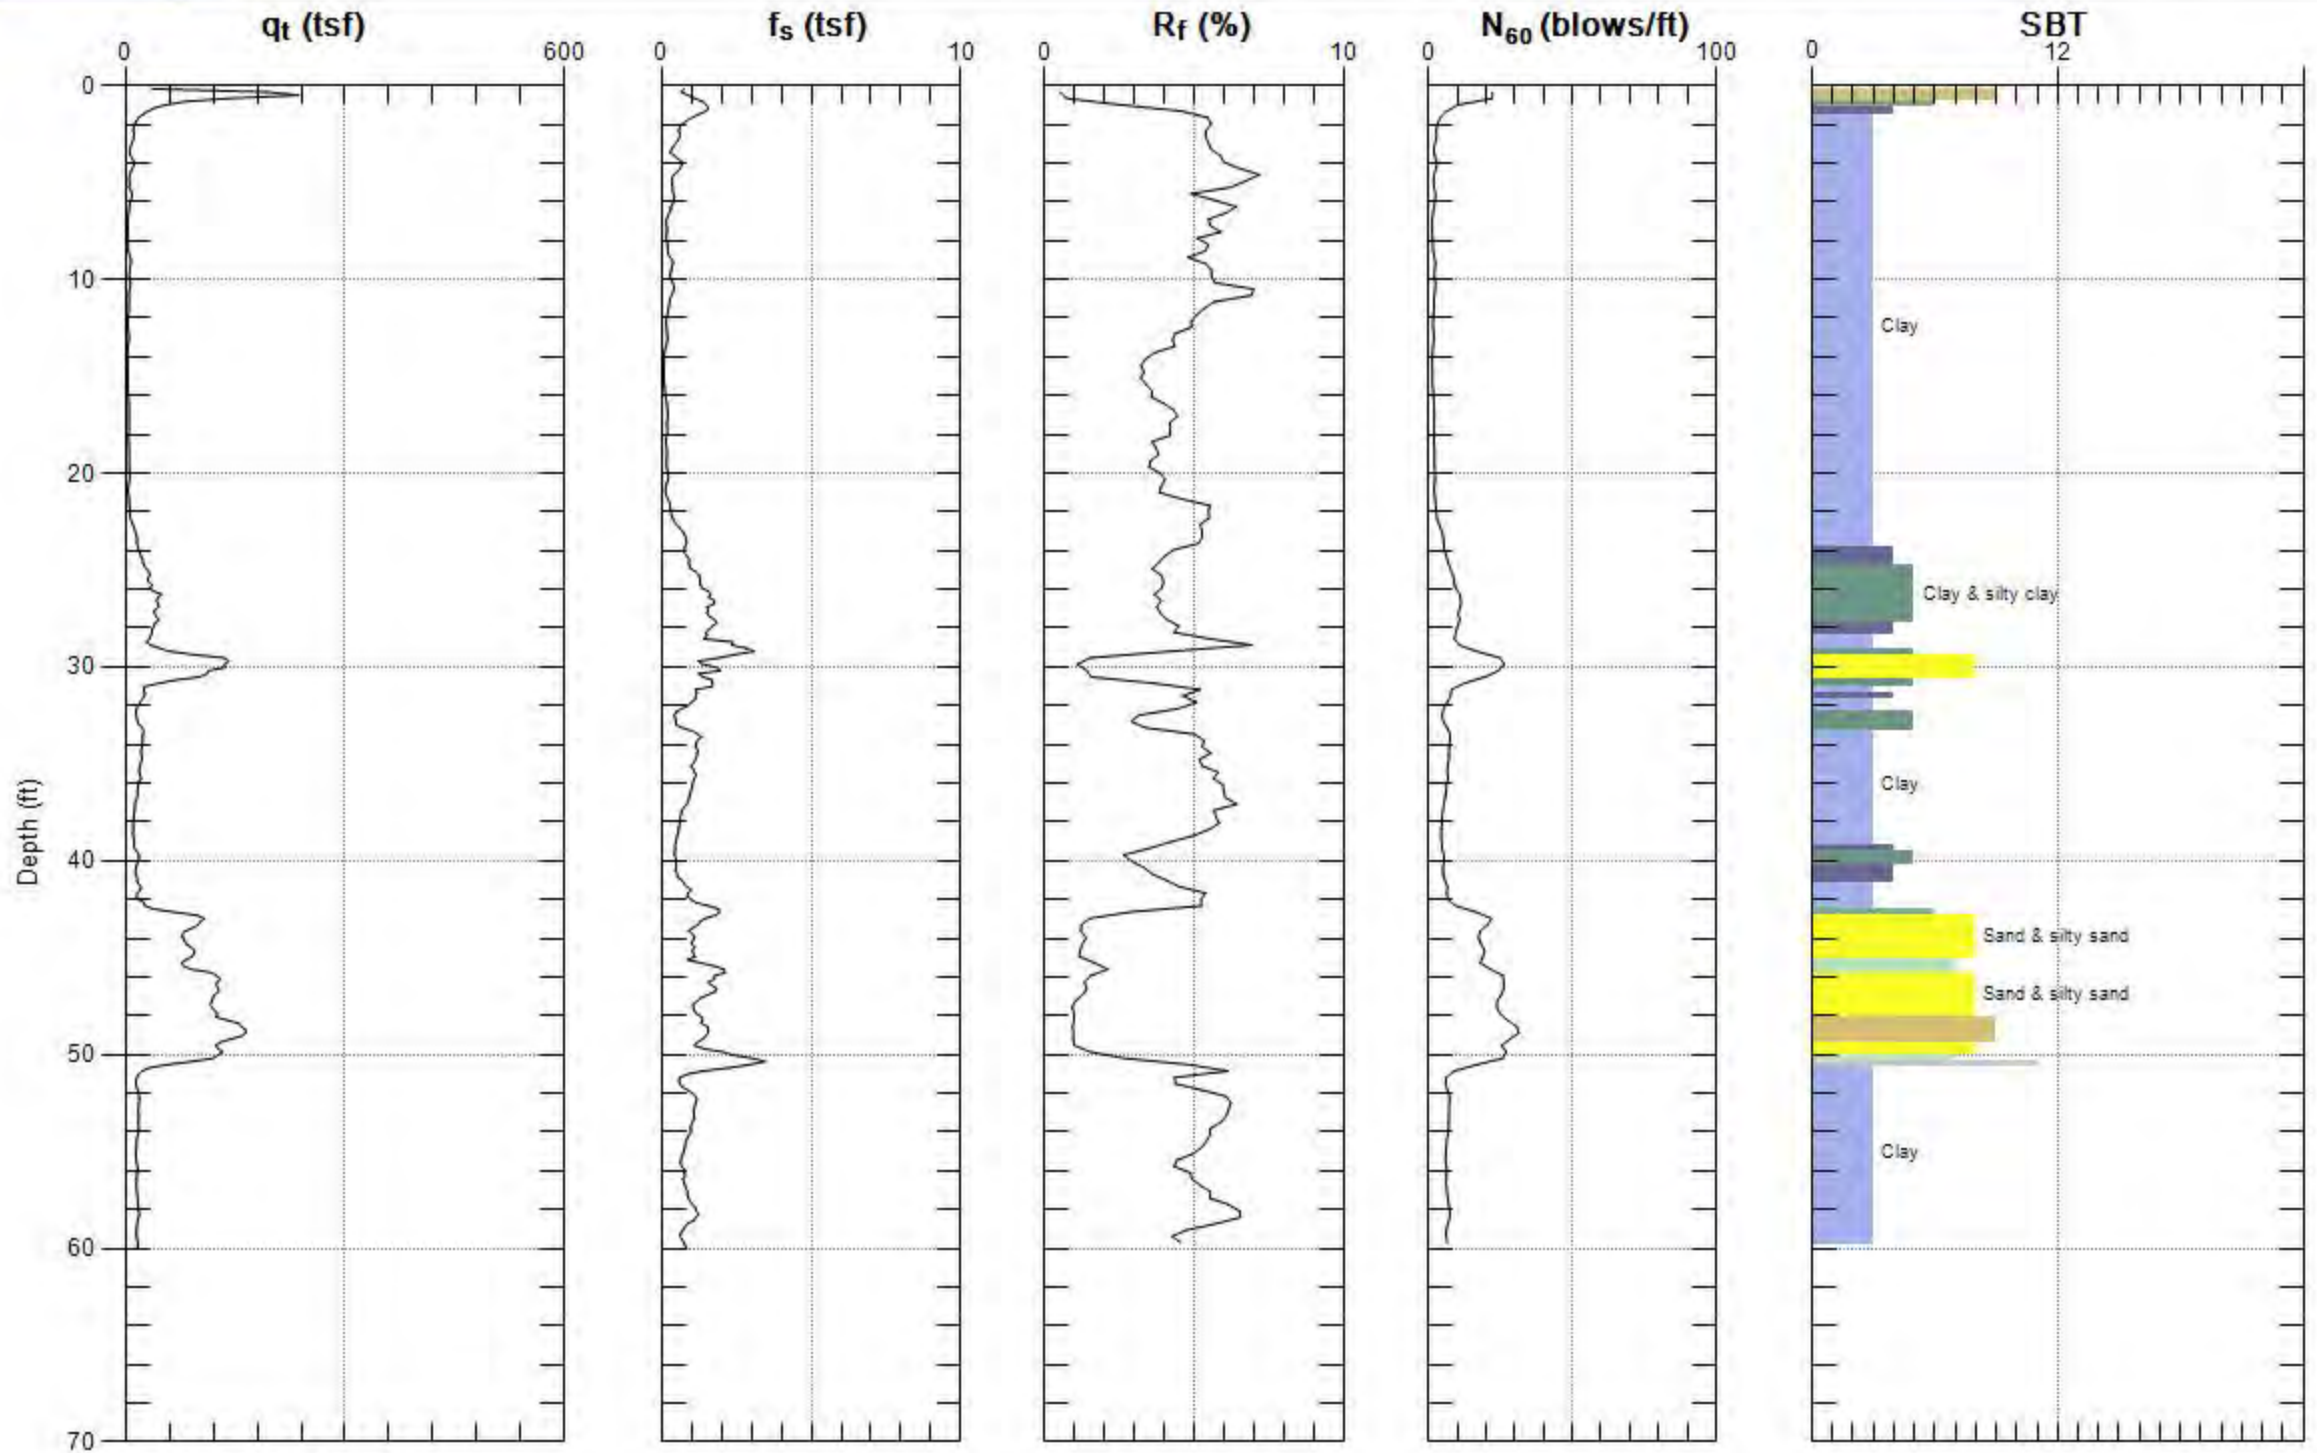 qt (tsf) fs (tsf) Rf (%) N60 (blows/ft) SBT
0 600 0 10 0 10 0 100 0 12
0
10
Clay
20
Clay & silty clay
30
Clay
Depth (ft)
40
Sand & silty sand
Sand & silty sand
50
Clay
60
70